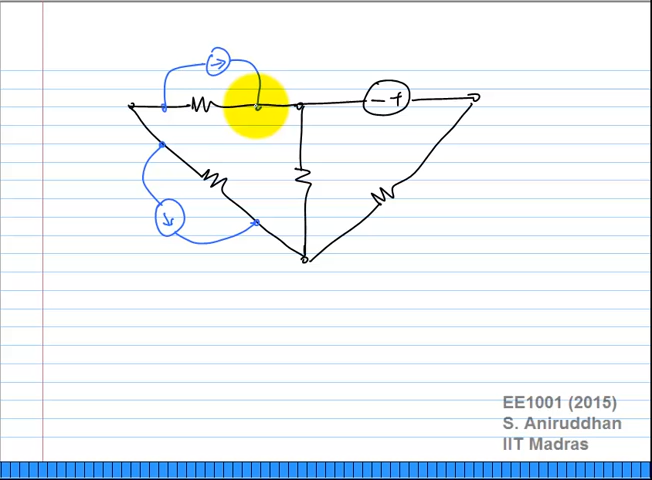 - +
EE1001 (2015)
S. Aniruddhan
IIT Madras